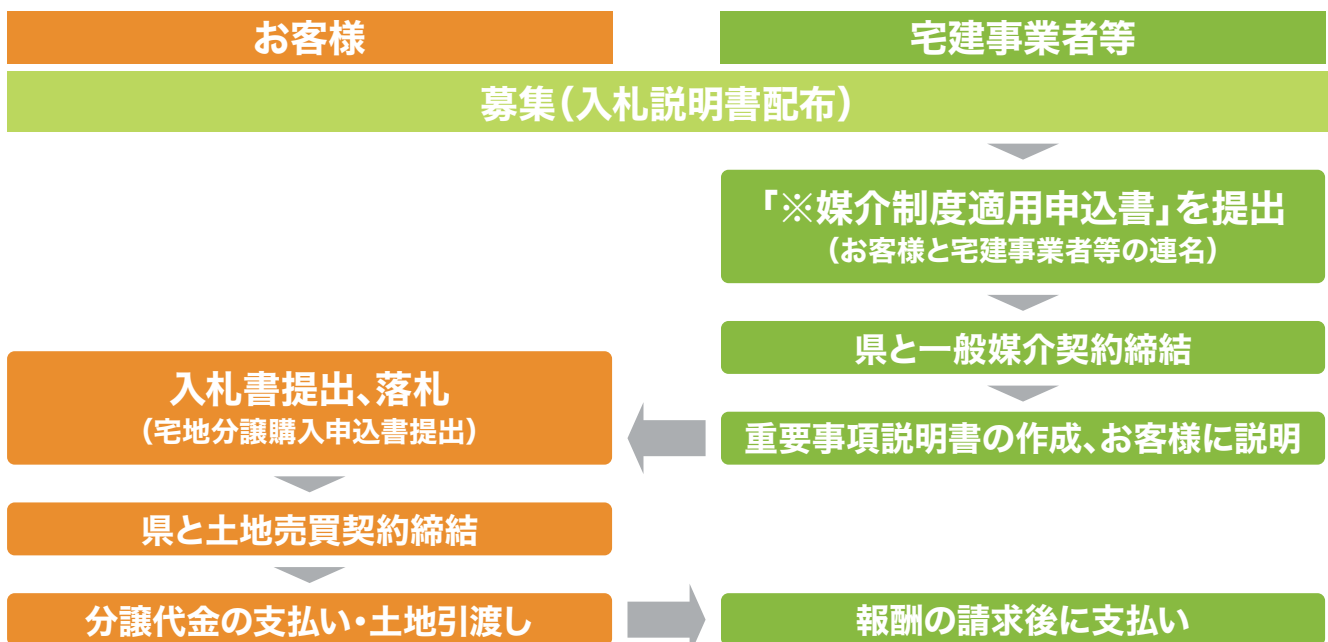 お客様
宅建事業者等
募集（入札説明書配布）
「※媒介制度適用申込書」を提出
（お客様と宅建事業者等の連名）
県と一般媒介契約締結
重要事項説明書の作成、お客様に説明
入札書提出、落札
（宅地分譲購入申込書提出）
県と土地売買契約締結
分譲代金の支払い・土地引渡し
報酬の請求後に支払い